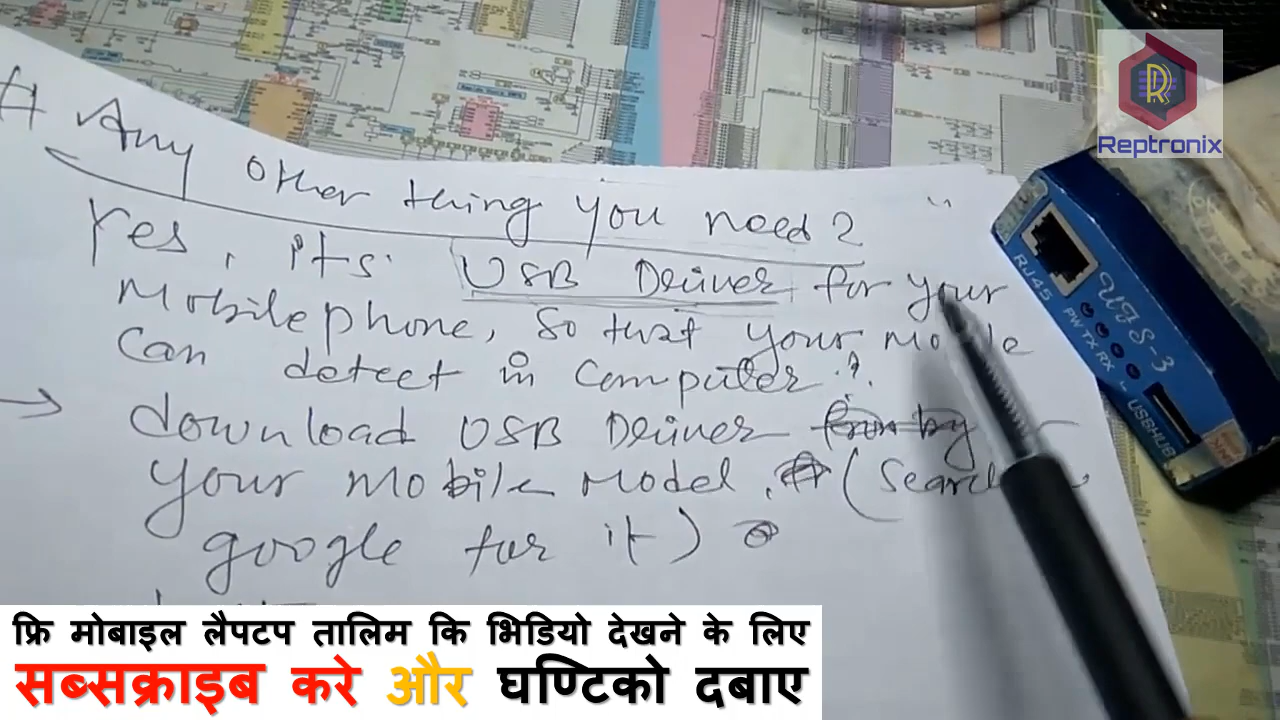 # Any other thing you need?
Yes, its USB Driver for your
Mobile phone, So that your Mobile
Can detect in Computer.
→ download USB Driver
your mobile Model. (Search
google for it)
Reptronix
RJ45
UFS-3
PW TX RX
USBHUB
फ्रि मोबाइल लैपटप तालिम कि भिडियो देखने के लिए
सब्सक्राइब करे और घण्टिको दबाए